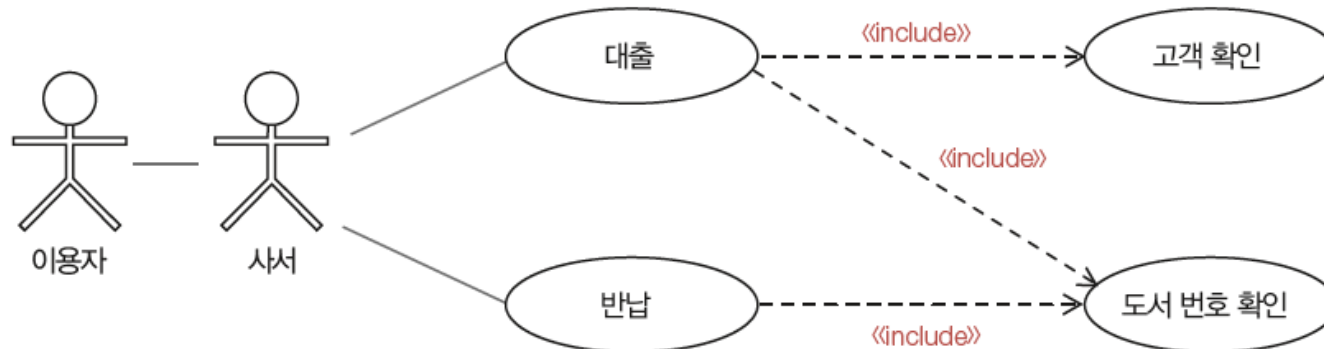 《include》
대출
고객 확인
《include》
이용자
사서
반납
도서 번호 확인
《include》